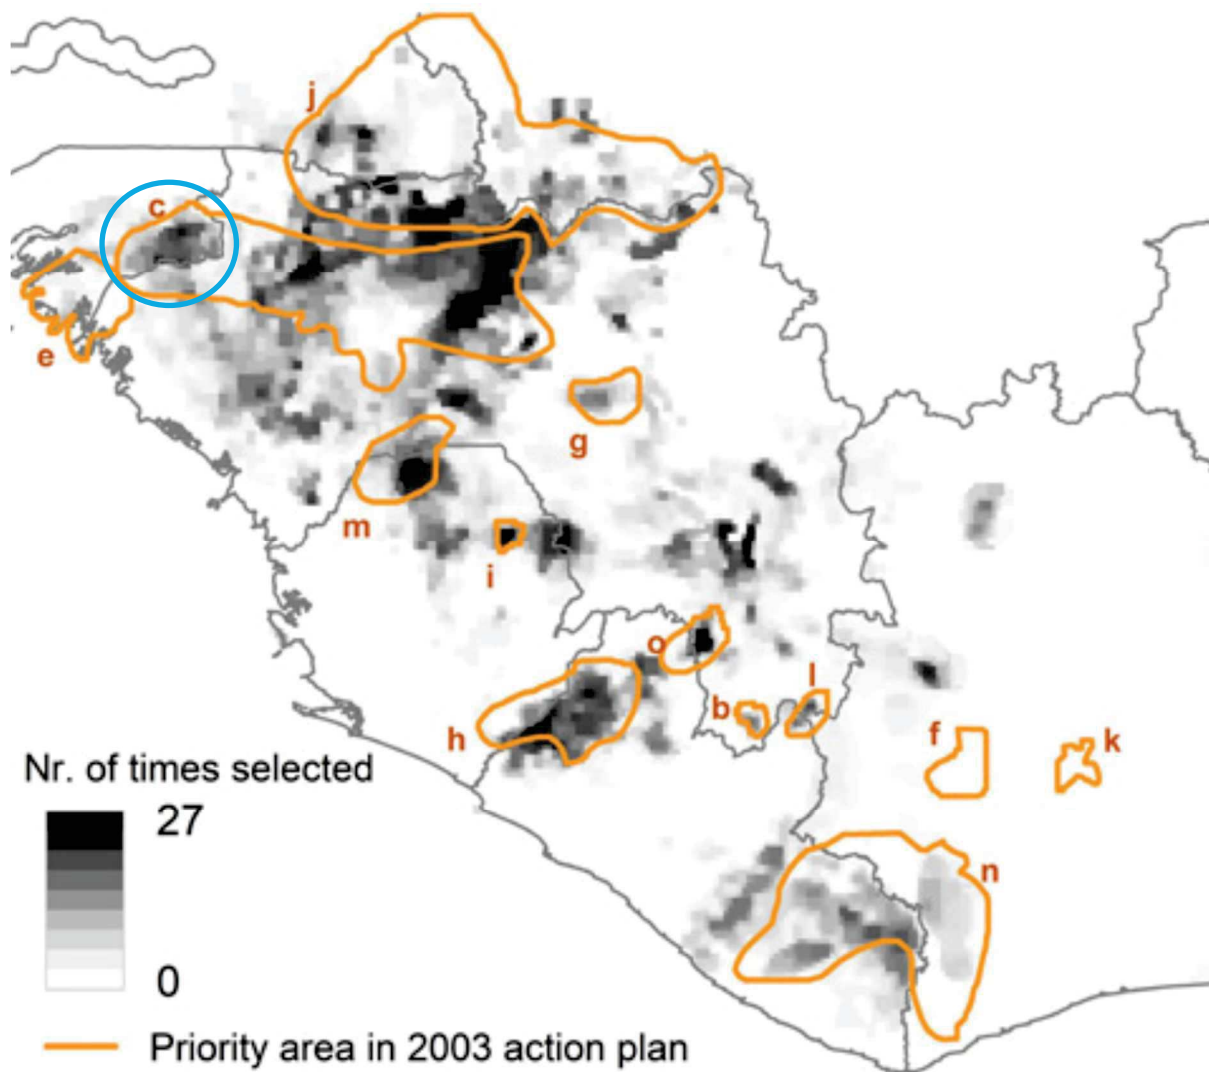 j
c
e
g
m
i
o
l
b
h
f
k
n
Nr. of times selected
27
0
Priority area in 2003 action plan